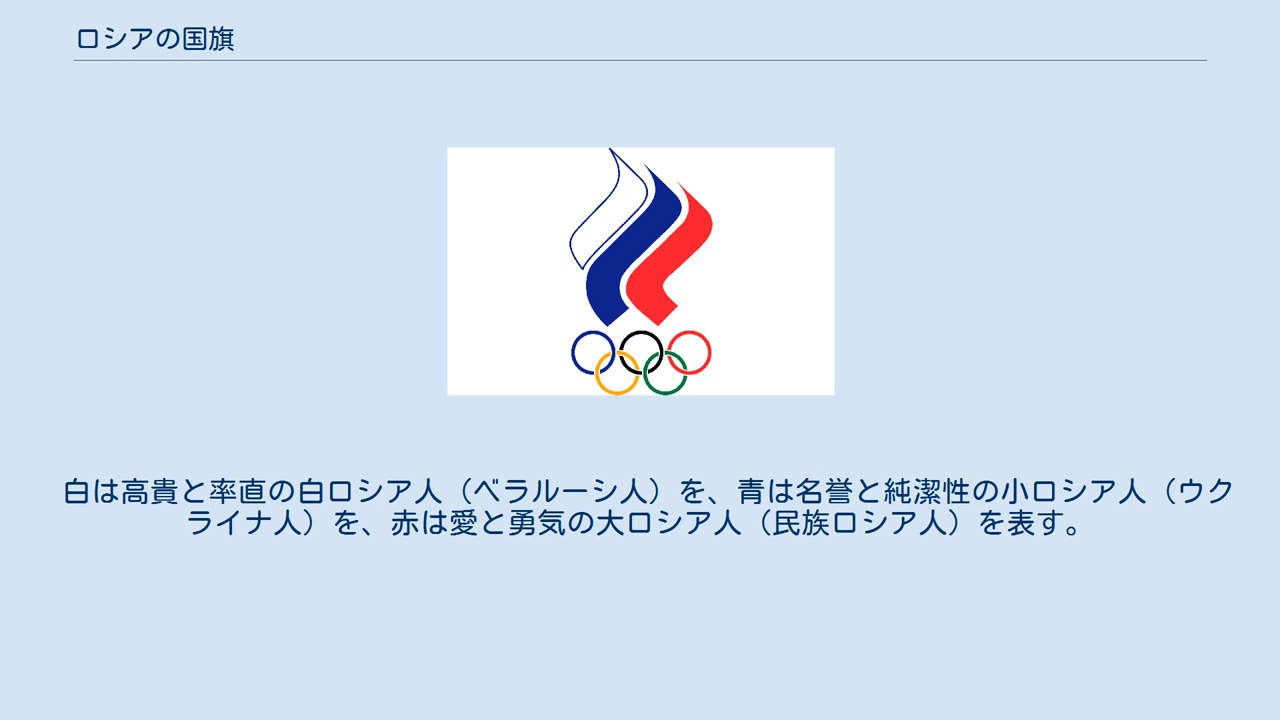 ロシアの国旗
白は高貴と率直の白ロシア人（ベラルーシ人）を、青は名誉と純潔性の小ロシア人（ウク
ライナ人）を、赤は愛と勇気の大ロシア人（民族ロシア人）を表す。